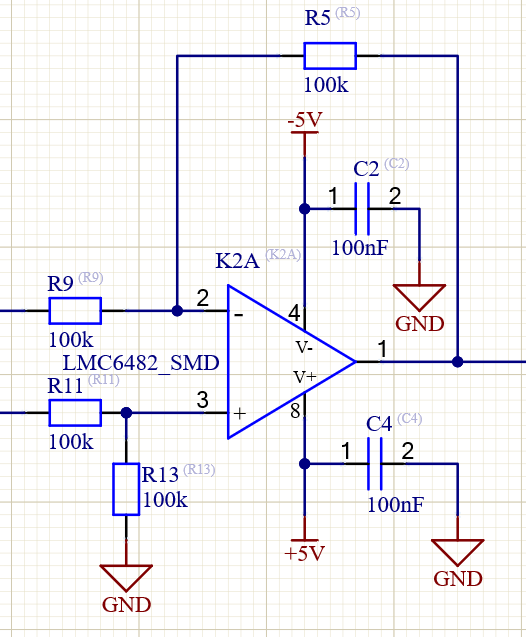 R5 (R5)
100k
-5V
C2 (C2)
1 2
100nF
GND
K2A (K2A)
R9 (R9)
100k
2
-
4
V-
1
LMC6482_SMD
V+
R11 (R11)
100k
3
+
8
C4 (C4)
1 2
100nF
R13 (R13)
100k
+5V
GND
GND